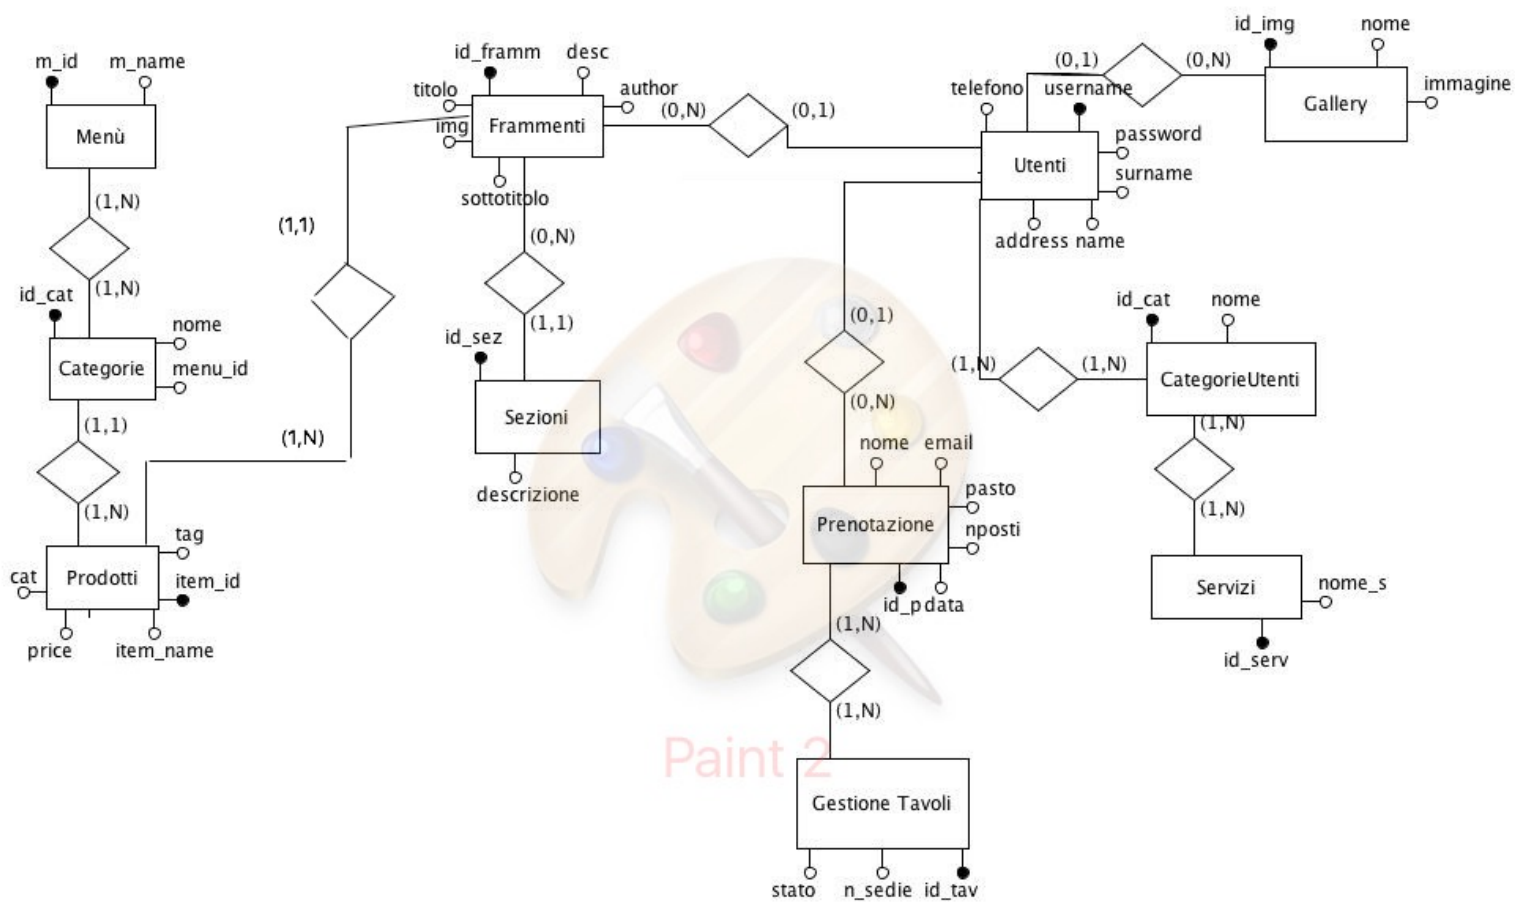 id_img
nome
id_framm
desc
m_id
m_name
(0,1)
(0,N)
titolo
author
telefono
username
immagine
Gallery
img
Frammenti
(0,N)
(0,1)
Menù
password
Utenti
surname
sottotitolo
(1,N)
(1,1)
(0,N)
address
name
(1,N)
id_cat
id_cat
nome
(0,1)
(1,1)
nome
id_sez
Categorie
menu_id
(1,N)
(1,N)
CategorieUtenti
(0,N)
Sezioni
(1,1)
(1,N)
(1,N)
nome
email
descrizione
pasto
(1,N)
(1,N)
Prenotazione
nposti
tag
cat
Prodotti
item_id
Servizi
nome_s
id_p
data
(1,N)
price
item_name
id_serv
(1,N)
Paint 2
Gestione Tavoli
stato
n_sedie
id_tav